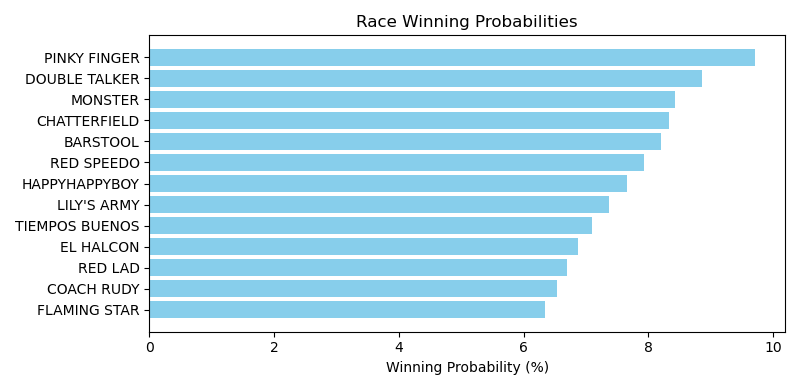 Race Winning Probabilities
PINKY FINGER
DOUBLE TALKER
MONSTER
CHATTERFIELD
BARSTOOL
RED SPEEDO
HAPPYHAPPYBOY
LILY'S ARMY
TIEMPOS BUENOS
EL HALCON
RED LAD
COACH RUDY
FLAMING STAR
0 2 4 6 8 10
Winning Probability (%)